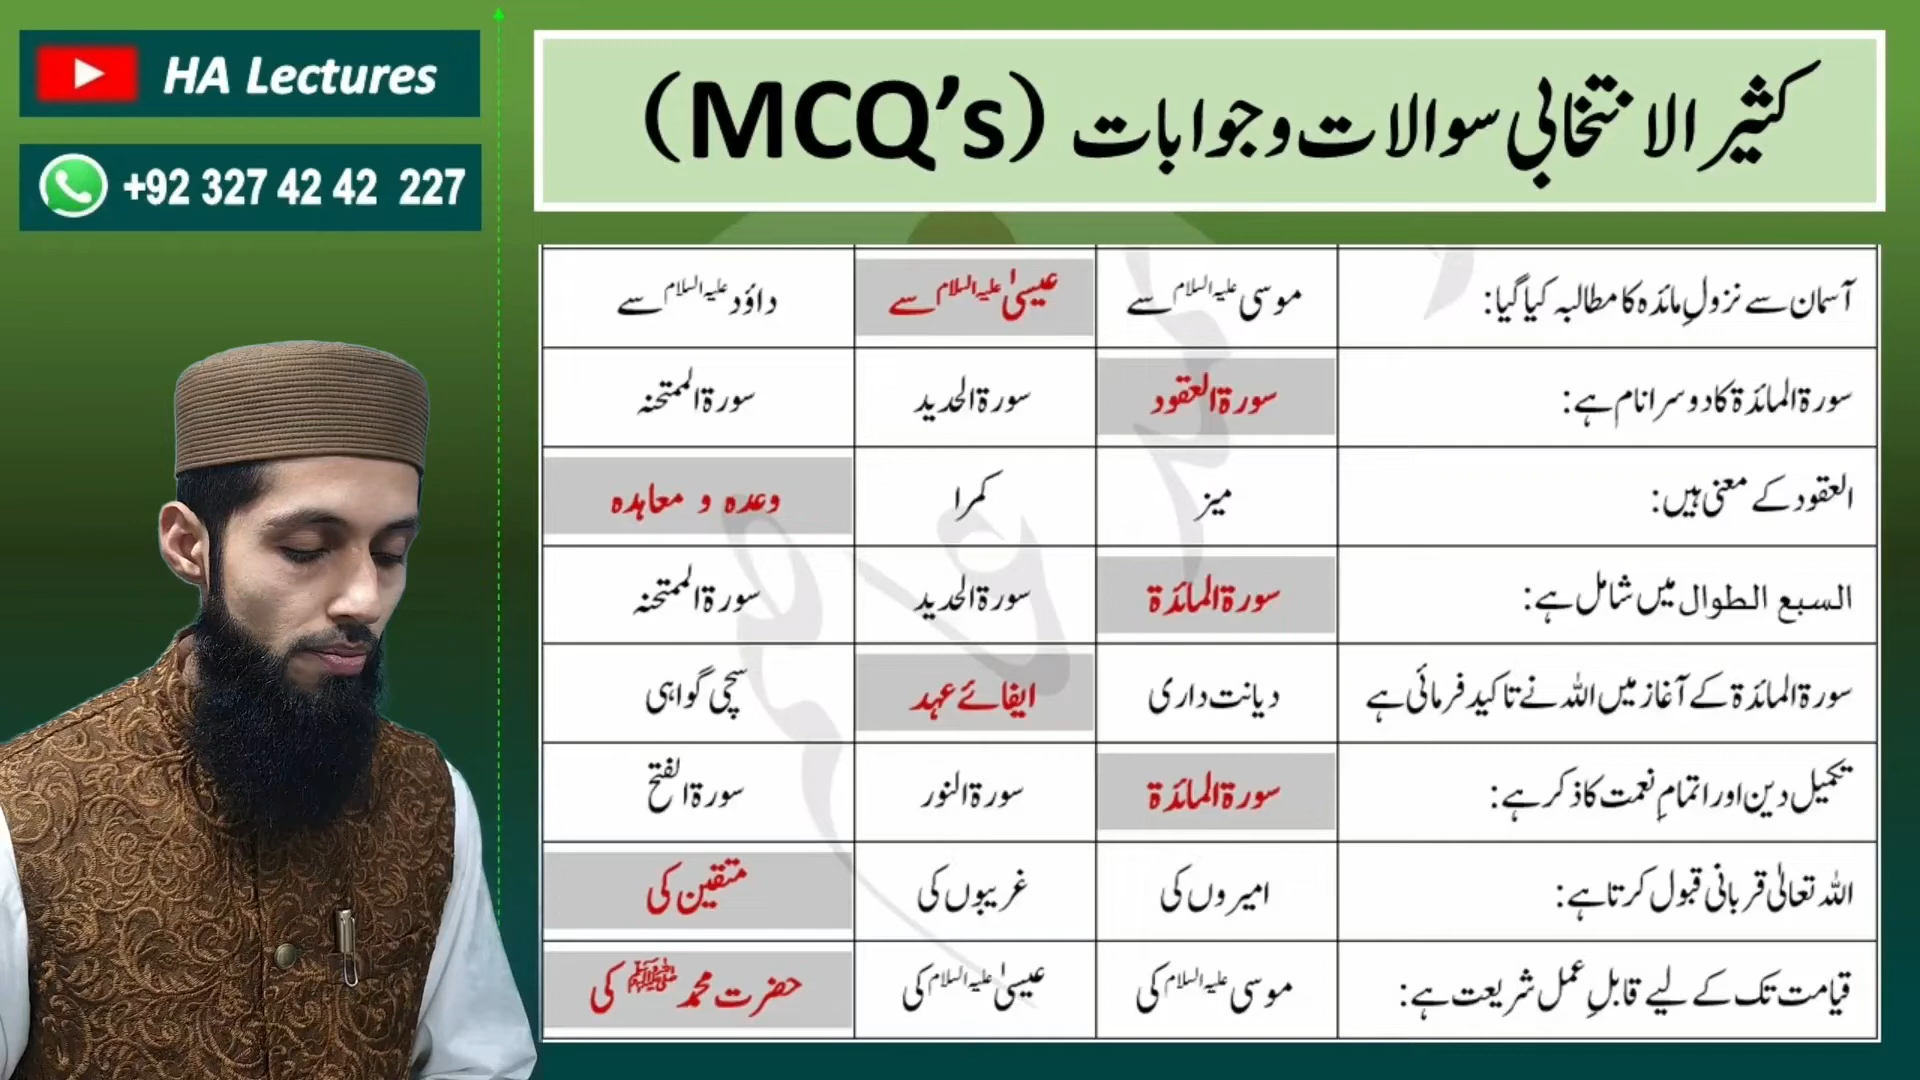 HA Lectures
+92 327 42 42 227
کثیر الانتخابی سوالات و جوابات (MCQ's)
آسمان سے نزولِ مائدہ کا مطالبہ کیا گیا: موسی علیہ السلام سے عیسیٰ علیہ السلام سے داؤد علیہ السلام سے
سورۃ المائدۃ کا دوسرا نام ہے: سورۃ العقود سورۃ الحدید سورۃ الممتحنہ
العقود کے معنی ہیں: میز کمرا وعدہ و معاہدہ
السبع الطوال میں شامل ہے: سورۃ المائدۃ سورۃ الحدید سورۃ الممتحنہ
سورۃ المائدۃ کے آغاز میں اللہ نے تاکید فرمائی ہے دیانت داری ایفائے عہد سچی گواہی
تکمیل دین اور اتمامِ نعمت کا ذکر ہے: سورۃ المائدۃ سورۃ النور سورۃ الفتح
اللہ تعالیٰ قربانی قبول کرتا ہے: امیروں کی غریبوں کی متقین کی
قیامت تک کے لیے قابلِ عمل شریعت ہے: موسی علیہ السلام کی عیسیٰ علیہ السلام کی حضرت محمد ﷺ کی